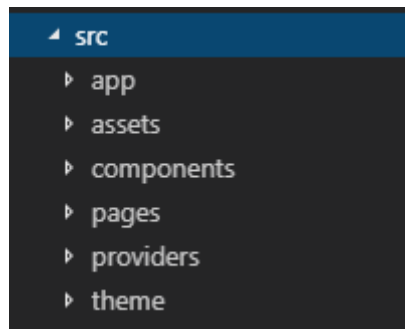 src
app
assets
components
pages
providers
theme